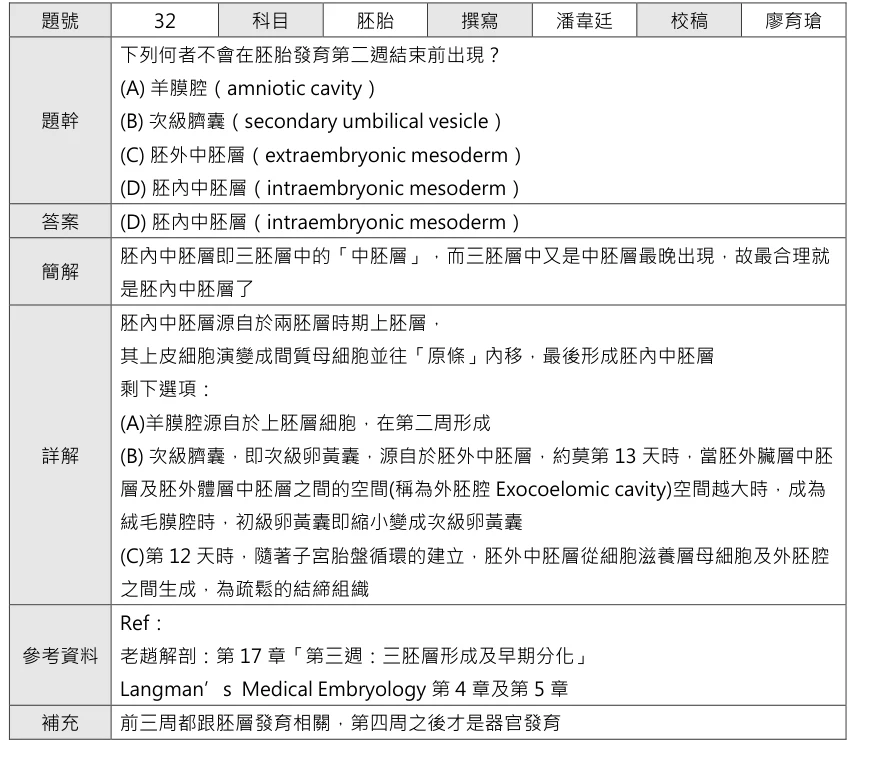 題號 32 科目 胚胎 撰寫 潘韋廷 校稿 廖育瑲
題幹
下列何者不會在胚胎發育第二週結束前出現？
(A) 羊膜腔（amniotic cavity）
(B) 次級臍囊（secondary umbilical vesicle）
(C) 胚外中胚層（extraembryonic mesoderm）
(D) 胚內中胚層（intraembryonic mesoderm）
答案 (D) 胚內中胚層（intraembryonic mesoderm）
簡解
胚內中胚層即三胚層中的「中胚層」，而三胚層中又是中胚層最晚出現，故最合理就
是胚內中胚層了
詳解
胚內中胚層源自於兩胚層時期上胚層，
其上皮細胞演變成間質母細胞並往「原條」內移，最後形成胚內中胚層
剩下選項：
(A)羊膜腔源自於上胚層細胞，在第二周形成
(B) 次級臍囊，即次級卵黃囊，源自於胚外中胚層，約莫第 13 天時，當胚外臟層中胚
層及胚外體層中胚層之間的空間(稱為外胚腔 Exocoelomic cavity)空間越大時，成為
絨毛膜腔時，初級卵黃囊即縮小變成次級卵黃囊
(C)第 12 天時，隨著子宮胎盤循環的建立，胚外中胚層從細胞滋養層母細胞及外胚腔
之間生成，為疏鬆的結締組織
參考資料
Ref：
老趙解剖：第 17 章「第三週：三胚層形成及早期分化」
Langman’s Medical Embryology 第 4 章及第 5 章
補充 前三周都跟胚層發育相關，第四周之後才是器官發育